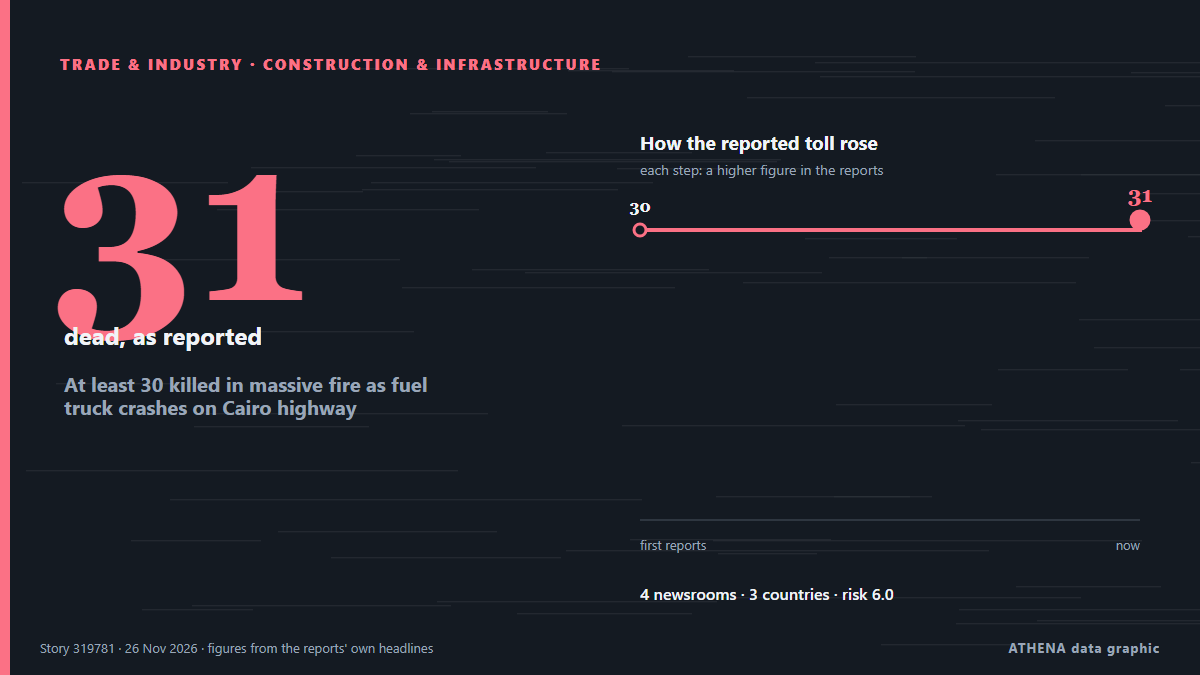 TRADE & INDUSTRY · CONSTRUCTION & INFRASTRUCTURE
31
dead, as reported
At least 30 killed in massive fire as fuel
truck crashes on Cairo highway
How the reported toll rose
each step: a higher figure in the reports
30
31
first reports
now
4 newsrooms · 3 countries · risk 6.0
Story 319781 · 26 Nov 2026 · figures from the reports' own headlines
ATHENA data graphic